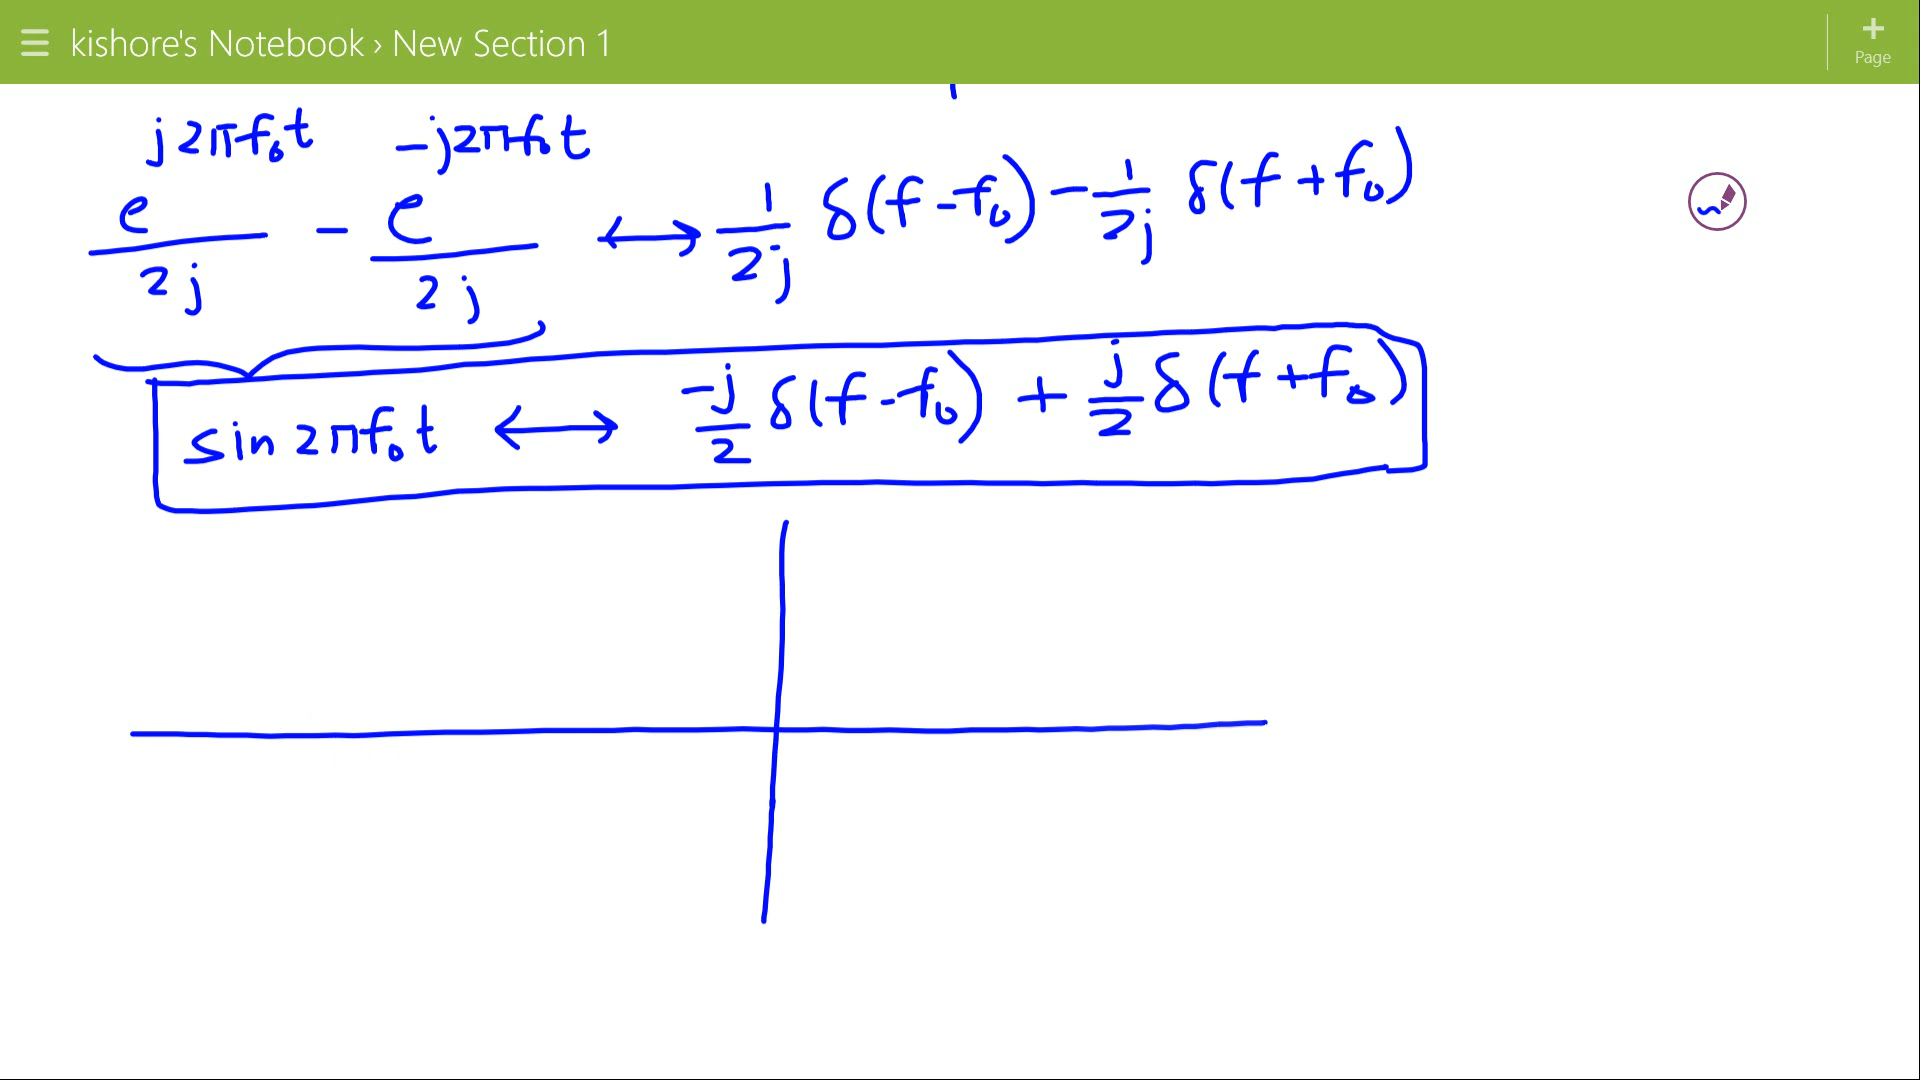 kishore's Notebook › New Section 1
+
Page
e^{j2πf₀t}/2j - e^{-j2πf₀t}/2j ↔ 1/2j δ(f-f₀) - 1/2j δ(f+f₀)
sin 2πf₀t ↔ -j/2 δ(f-f₀) + j/2 δ(f+f₀)